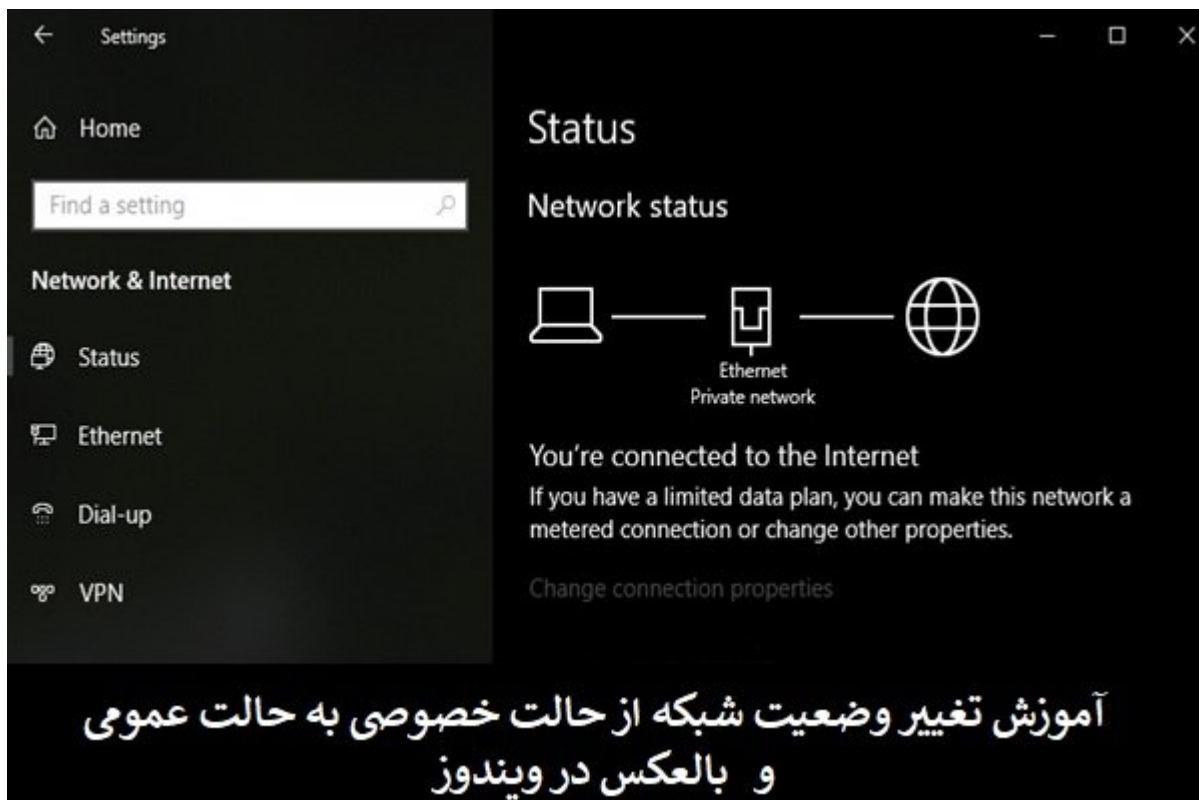 Settings
Home
Find a setting
Network & Internet
Status
Ethernet
Dial-up
VPN
Status
Network status
Ethernet
Private network
You're connected to the Internet
If you have a limited data plan, you can make this network a
metered connection or change other properties.
Change connection properties
آموزش تغییر وضعیت شبکه از حالت خصوصی به حالت عمومی
و بالعکس در ویندوز